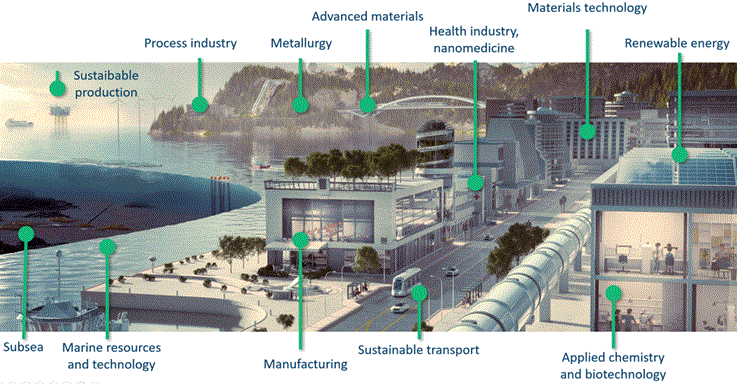 Advanced materials
Materials technology
Process industry
Metallurgy
Health industry,
nanomedicine
Renewable energy
Sustaibable
production
Subsea
Marine resources
and technology
Manufacturing
Sustainable transport
Applied chemistry
and biotechnology